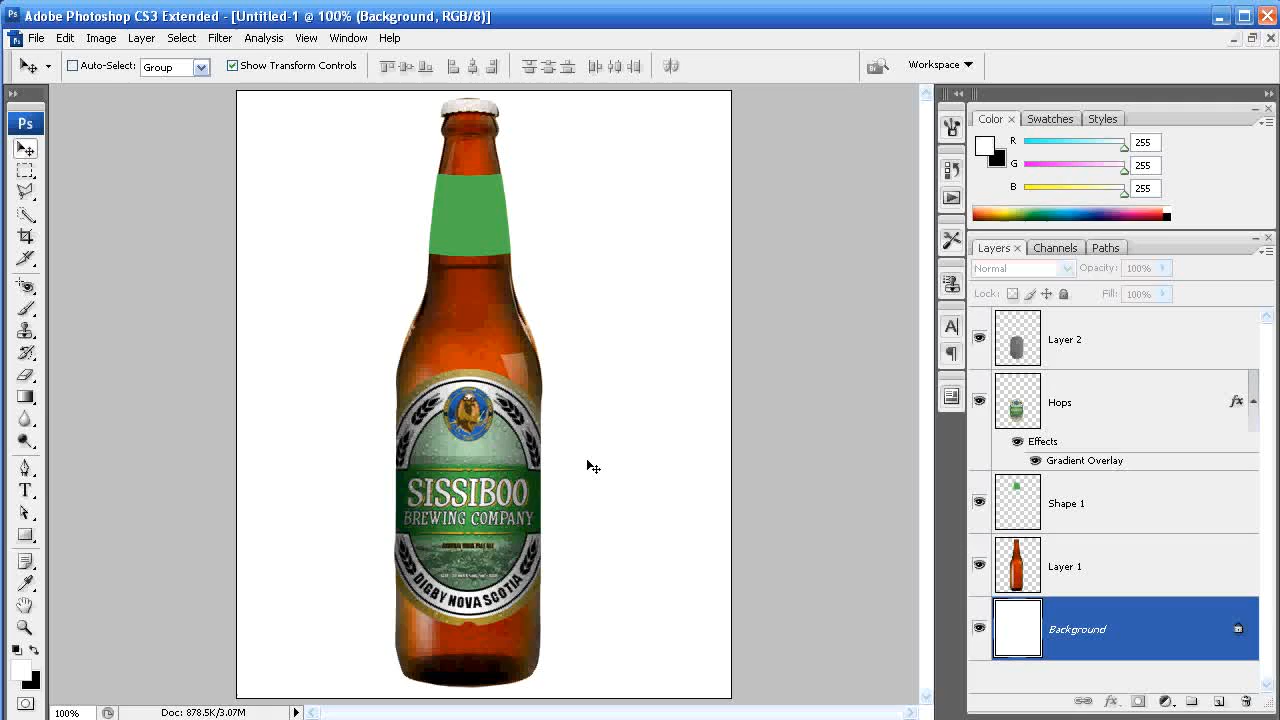 Adobe Photoshop CS3 Extended - [Untitled-1 @ 100% (Background, RGB/8)]
File Edit Image Layer Select Filter Analysis View Window Help
Auto-Select: Group Show Transform Controls Workspace
Ps
Color Swatches Styles
R 255
G 255
B 255
Layers Channels Paths
Normal Opacity: 100%
Lock: Fill: 100%
Layer 2
Hops fx
Effects
Gradient Overlay
Shape 1
Layer 1
Background
SISSIBOO
BREWING COMPANY
DIGBY NOVA SCOTIA
100% Doc: 878.5K/3.07M